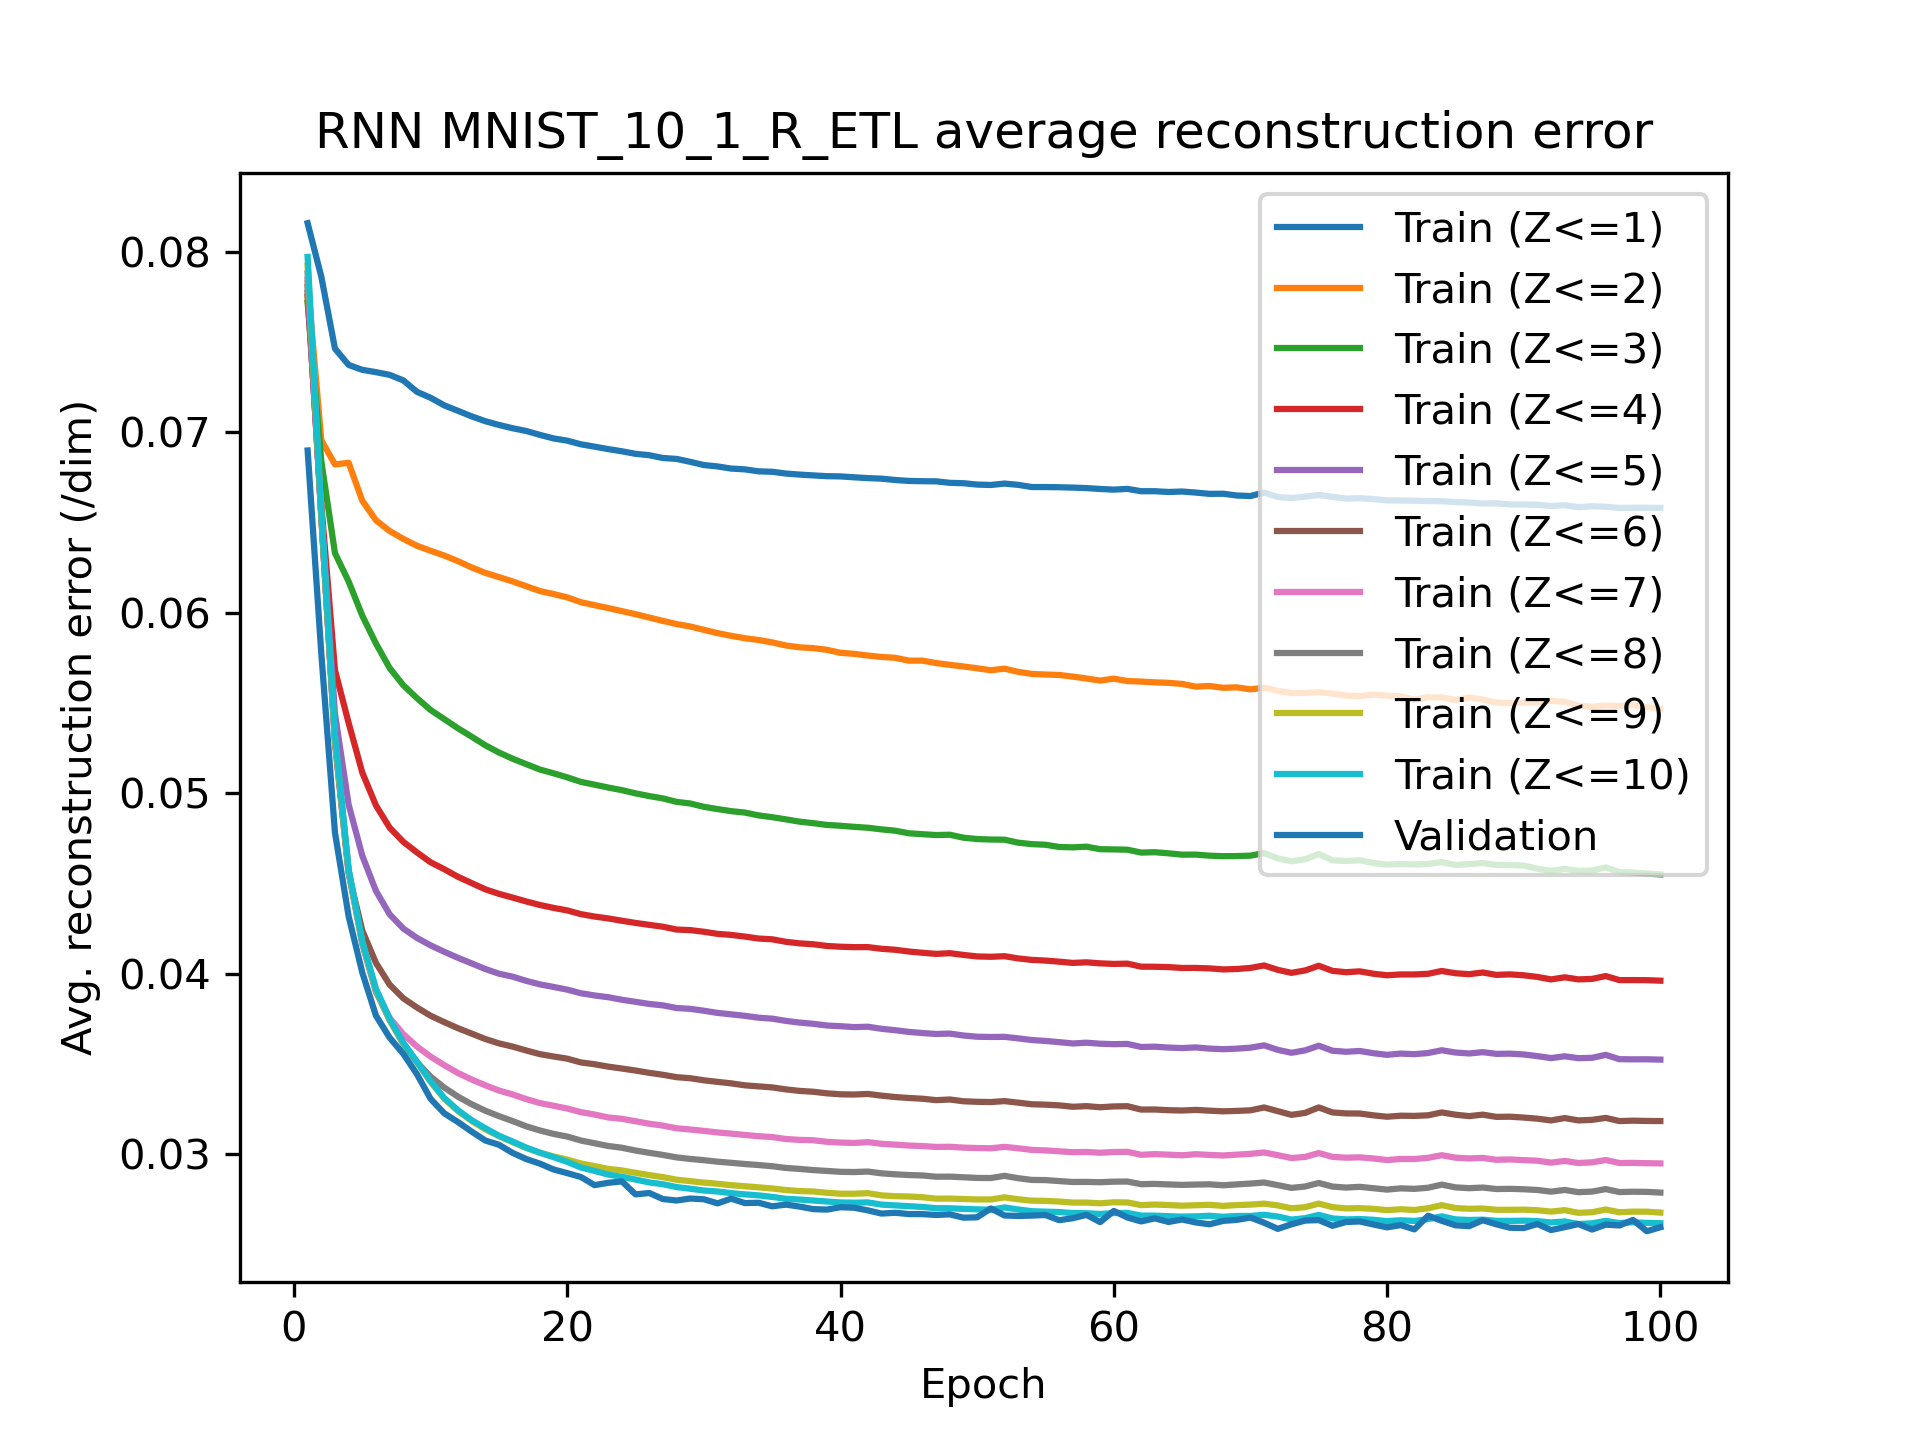 RNN MNIST_10_1_R_ETL average reconstruction error
Avg. reconstruction error (/dim)
0.08
0.07
0.06
0.05
0.04
0.03
Train (Z<=1)
Train (Z<=2)
Train (Z<=3)
Train (Z<=4)
Train (Z<=5)
Train (Z<=6)
Train (Z<=7)
Train (Z<=8)
Train (Z<=9)
Train (Z<=10)
Validation
0 20 40 60 80 100
Epoch